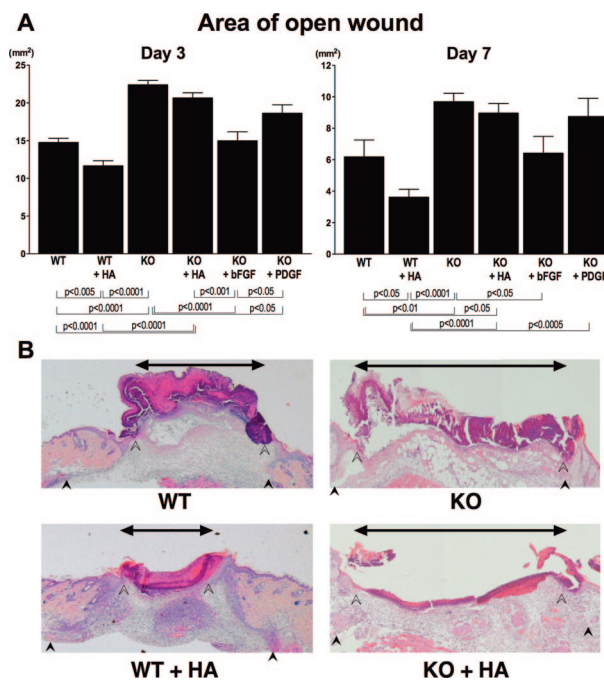 A
Area of open wound
Day 3
(mm²)
25
20
15
10
5
0
WT
WT + HA
KO
KO + HA
KO + bFGF
KO + PDGF
p<0.005
p<0.0001
p<0.001
p<0.05
p<0.0001
p<0.0001
p<0.0001
p<0.0001
Day 7
(mm²)
12
10
8
6
4
2
0
WT
WT + HA
KO
KO + HA
KO + bFGF
KO + PDGF
p<0.05
p<0.0001
p<0.05
p<0.01
p<0.05
p<0.0001
p<0.0005
B
WT
KO
WT + HA
KO + HA